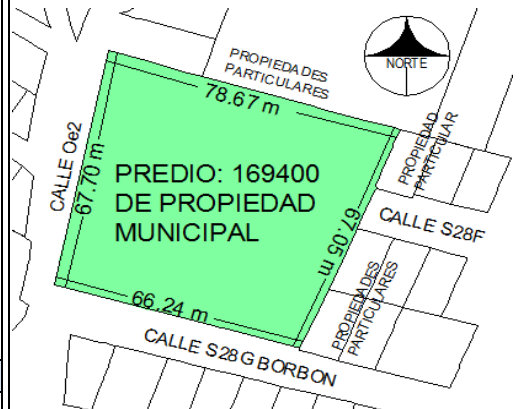 PROPIEDADES
PARTICULARES
NORTE
78.67 m
CALLE Oe2
67.70 m
PREDIO: 169400
DE PROPIEDAD
MUNICIPAL
PROPIEDAD
PARTICULAR
CALLE S28F
67.05 m
PROPIEDADES
PARTICULARES
66.24 m
CALLE S28G BORBON